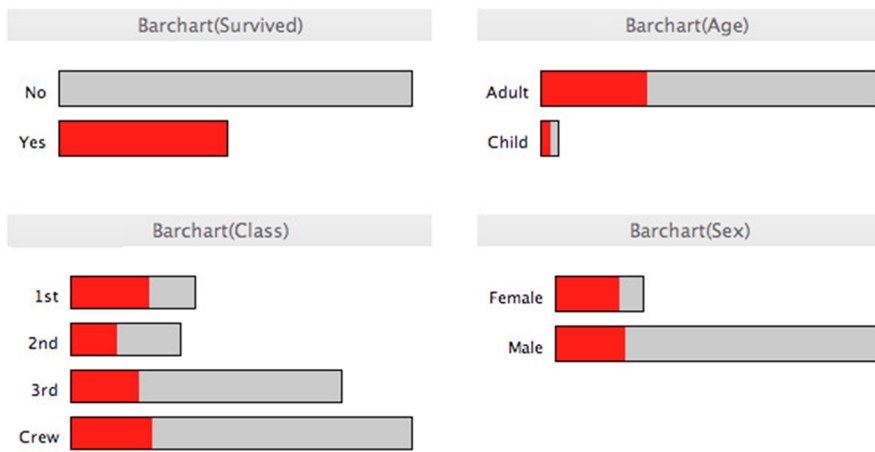 Barchart(Survived)
No
Yes
Barchart(Age)
Adult
Child
Barchart(Class)
1st
2nd
3rd
Crew
Barchart(Sex)
Female
Male